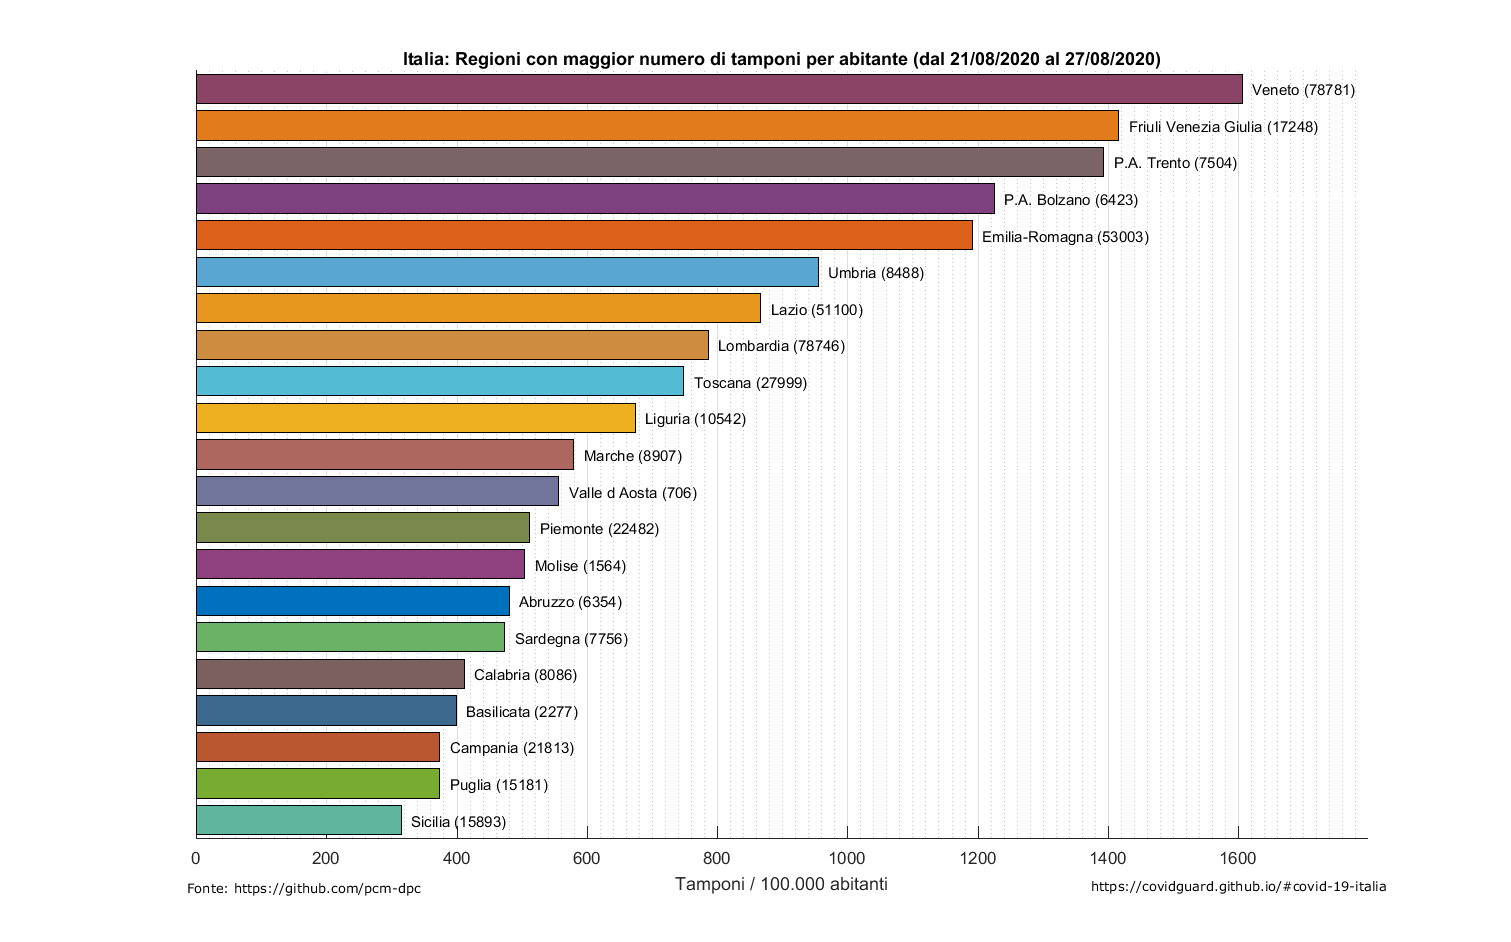 Italia: Regioni con maggior numero di tamponi per abitante (dal 21/08/2020 al 27/08/2020)
Veneto (78781)
Friuli Venezia Giulia (17248)
P.A. Trento (7504)
P.A. Bolzano (6423)
Emilia-Romagna (53003)
Umbria (8488)
Lazio (51100)
Lombardia (78746)
Toscana (27999)
Liguria (10542)
Marche (8907)
Valle d Aosta (706)
Piemonte (22482)
Molise (1564)
Abruzzo (6354)
Sardegna (7756)
Calabria (8086)
Basilicata (2277)
Campania (21813)
Puglia (15181)
Sicilia (15893)
0 200 400 600 800 1000 1200 1400 1600
Tamponi / 100.000 abitanti
Fonte: https://github.com/pcm-dpc
https://covidguard.github.io/#covid-19-italia